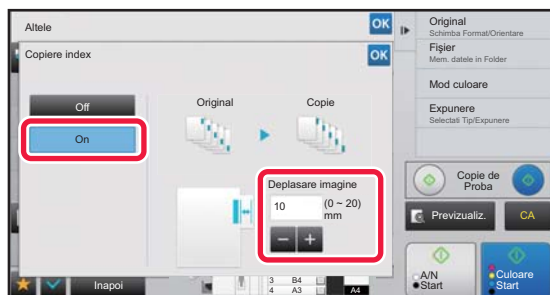 Altele
OK
Copiere index
OK
Off
On
Original
Copie
Deplasare imagine
10
(0 ~ 20)
mm
Inapoi
3 B4
4 A3
A4
Original
Schimba Format/Orientare
Fişier
Mem. datele in Folder
Mod culoare
Expunere
Selectati Tip/Expunere
Copie de
Proba
Previzualiz.
CA
A/N
Start
Culoare
Start